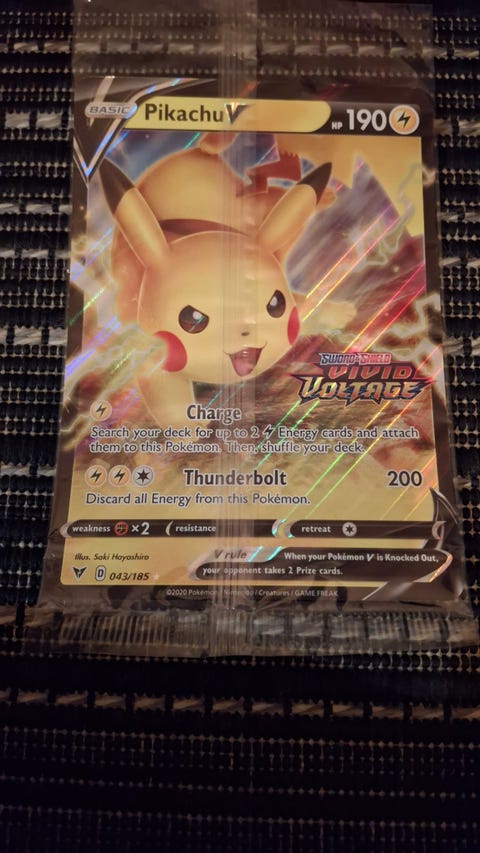 BASIC Pikachu V HP 190
SWORD & SHIELD
VIVID
VOLTAGE
Charge
Search your deck for up to 2 Energy cards and attach
them to this Pokémon. Then, shuffle your deck.
Thunderbolt 200
Discard all Energy from this Pokémon.
weakness ×2 resistance retreat
Illus. Saki Hayashiro
V rule When your Pokémon V is Knocked Out,
your opponent takes 2 Prize cards.
D 043/185
©2020 Pokémon / Nintendo / Creatures / GAME FREAK